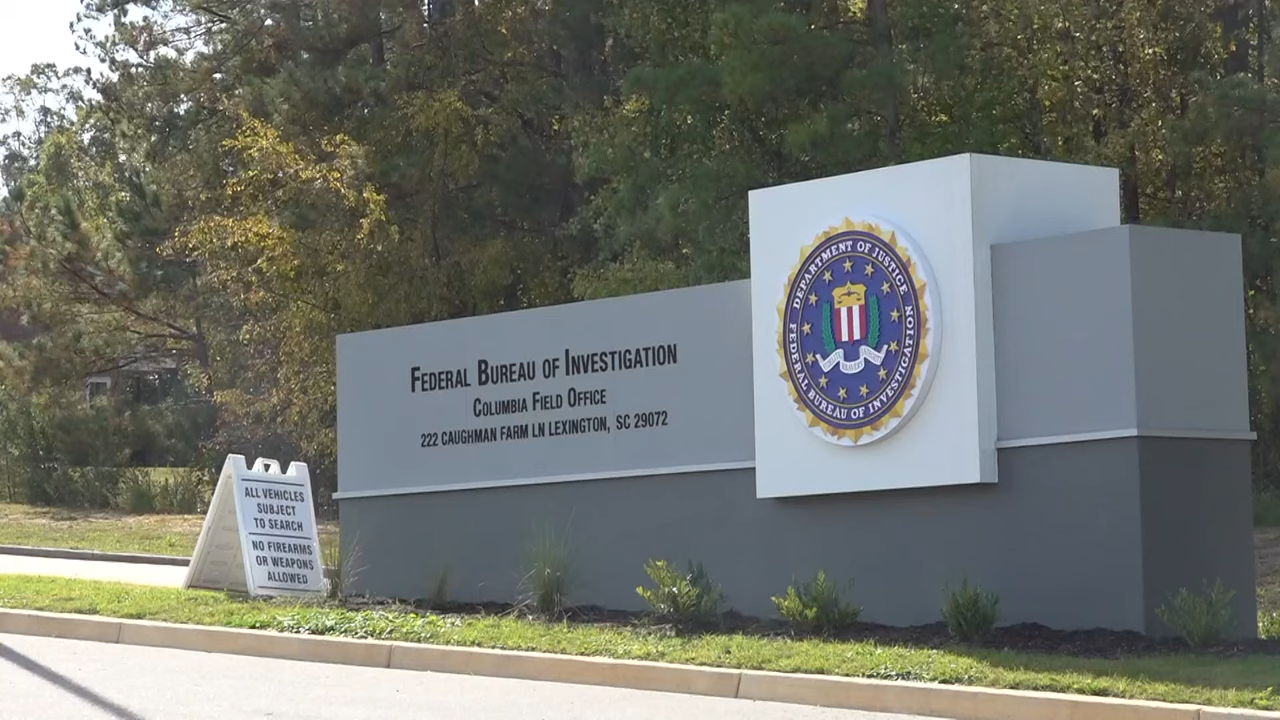 FEDERAL BUREAU OF INVESTIGATION
COLUMBIA FIELD OFFICE
222 CAUGHMAN FARM LN LEXINGTON, SC 29072
DEPARTMENT OF JUSTICE
FEDERAL BUREAU OF INVESTIGATION
BRAVERY
ALL VEHICLES
SUBJECT
TO SEARCH
NO FIREARMS
OR WEAPONS
ALLOWED